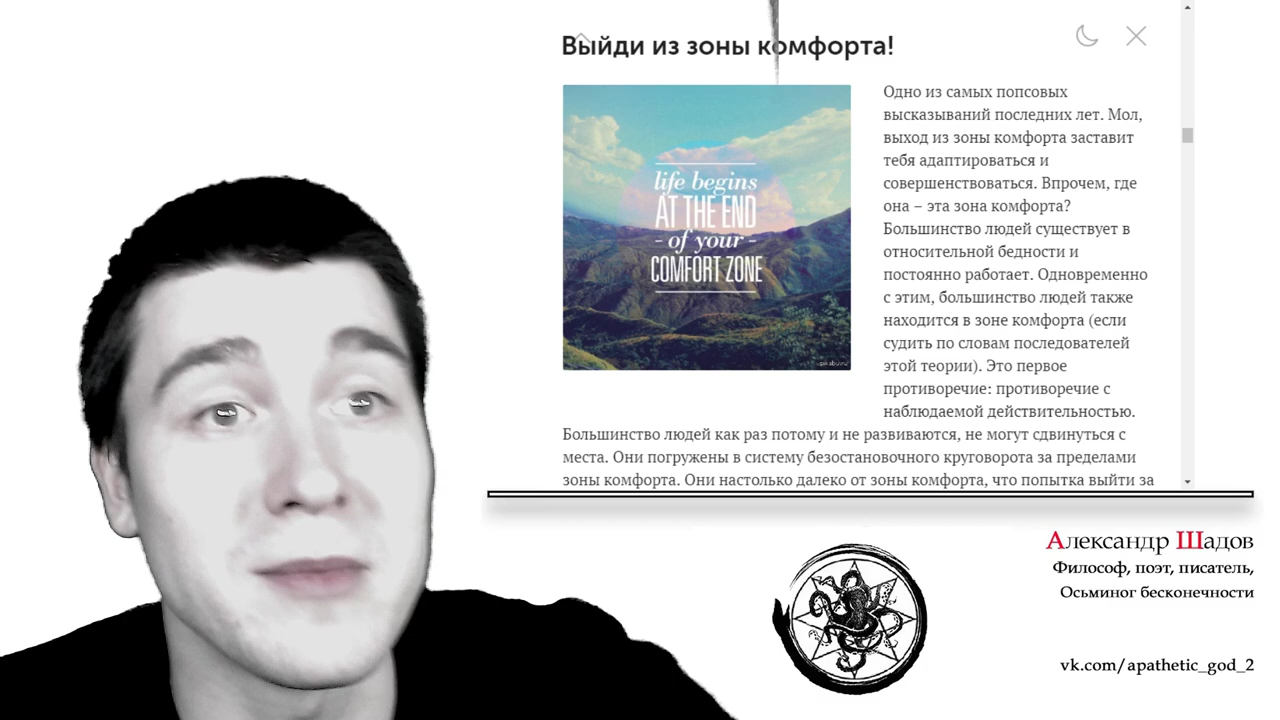 Выйди из зоны комфорта!
life begins
AT THE END
- of your -
COMFORT ZONE
Одно из самых попсовых
высказываний последних лет. Мол,
выход из зоны комфорта заставит
тебя адаптироваться и
совершенствоваться. Впрочем, где
она – эта зона комфорта?
Большинство людей существует в
относительной бедности и
постоянно работает. Одновременно
с этим, большинство людей также
находится в зоне комфорта (если
судить по словам последователей
этой теории). Это первое
противоречие: противоречие с
наблюдаемой действительностью.
Большинство людей как раз потому и не развиваются, не могут сдвинуться с
места. Они погружены в систему безостановочного круговорота за пределами
зоны комфорта. Они настолько далеко от зоны комфорта, что попытка выйти за
Александр Шадов
Философ, поэт, писатель,
Осьминог бесконечности
vk.com/apathetic_god_2